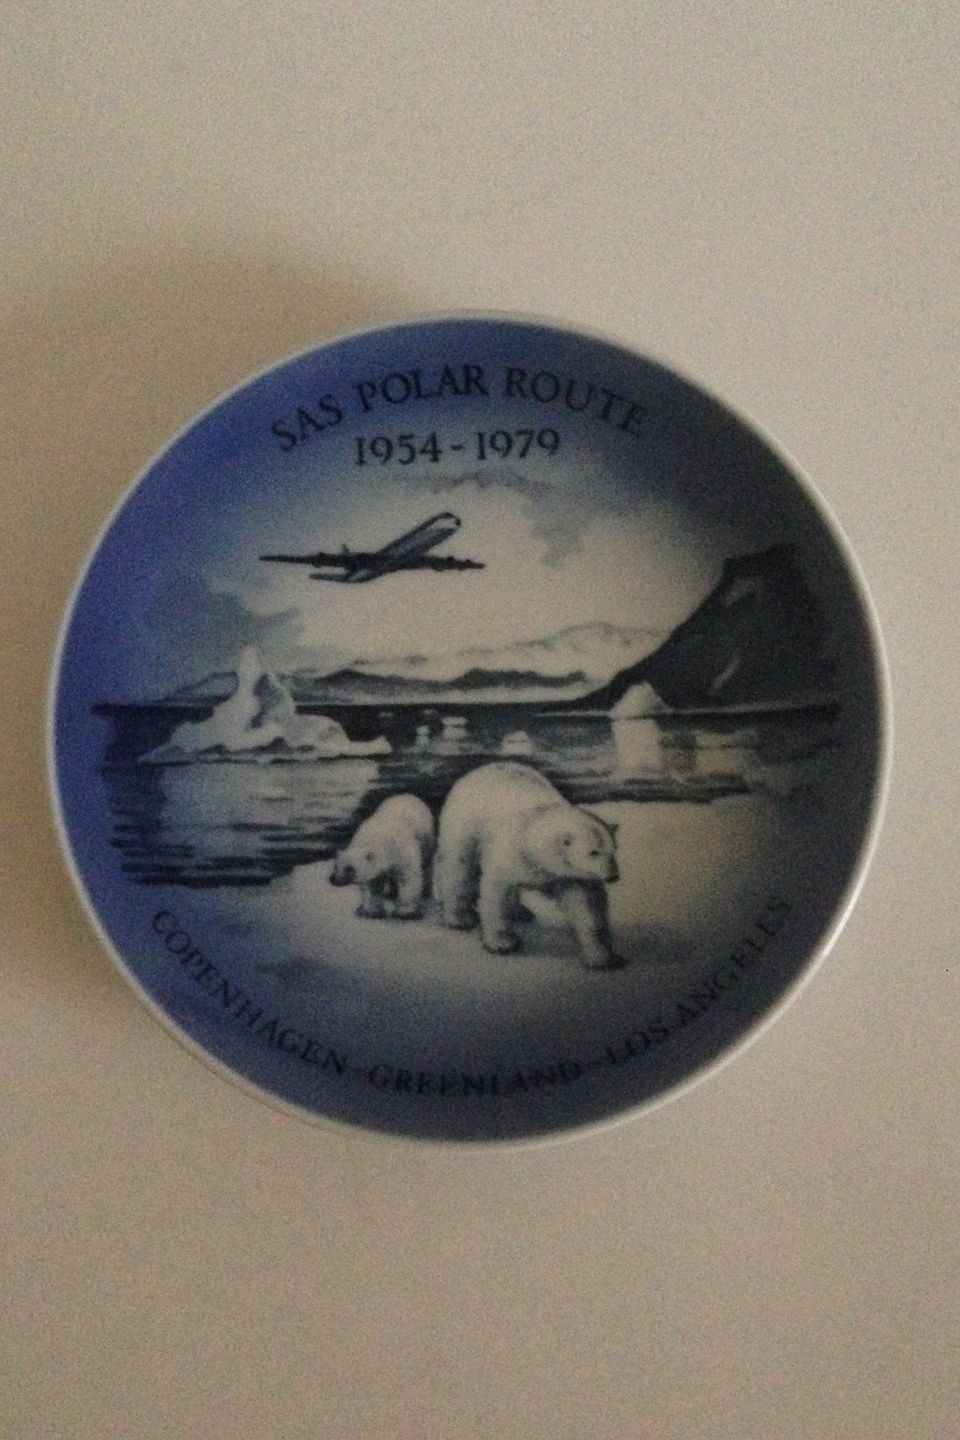 SAS POLAR ROUTE
1954-1979
COPENHAGEN-GREENLAND-LOS ANGELES